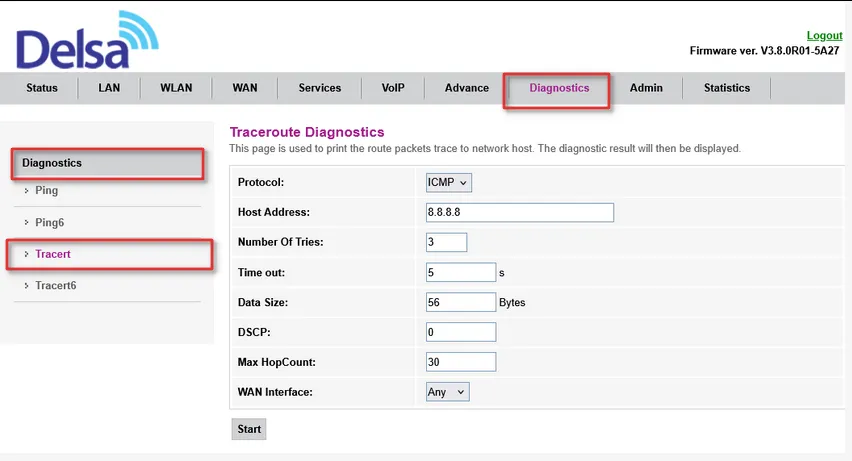 Delsa
Logout
Firmware ver. V3.8.0R01-5A27
Status LAN WLAN WAN Services VoIP Advance Diagnostics Admin Statistics
Diagnostics
Ping
Ping6
Tracert
Tracert6
Traceroute Diagnostics
This page is used to print the route packets trace to network host. The diagnostic result will then be displayed.
Protocol: ICMP
Host Address: 8.8.8.8
Number Of Tries: 3
Time out: 5 s
Data Size: 56 Bytes
DSCP: 0
Max HopCount: 30
WAN Interface: Any
Start